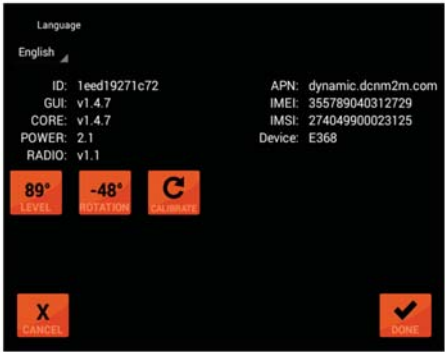 Language
English
ID: 1eed19271c72
GUI: v1.4.7
CORE: v1.4.7
POWER: 2.1
RADIO: v1.1
APN: dynamic.dcnm2m.com
IMEI: 355789040312729
IMSI: 274049900023125
Device: E368
89° -48°
LEVEL ROTATION CALIBRATE
X
CANCEL DONE